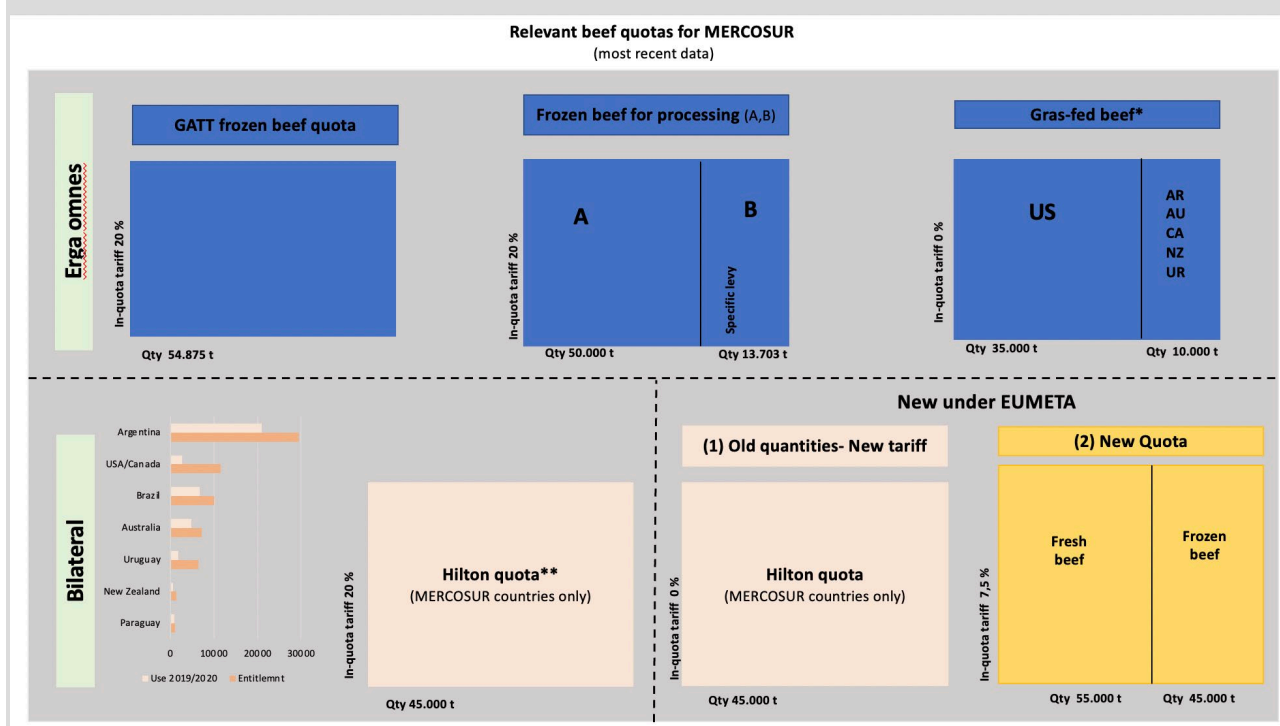 Relevant beef quotas for MERCOSUR
(most recent data)
Erga omnes
GATT frozen beef quota
In-quota tariff 20 %
Qty 54.875 t
Frozen beef for processing (A,B)
In-quota tariff 20 %
A
B
Specific levy
Qty 50.000 t
Qty 13.703 t
Gras-fed beef*
In-quota tariff 0 %
US
AR
AU
CA
NZ
UR
Qty 35.000 t
Qty 10.000 t
Bilateral
Argentina
USA/Canada
Brazil
Australia
Uruguay
New Zealand
Paraguay
0 10000 20000 30000
Use 2019/2020 Entitlemnt
In-quota tariff 20 %
Hilton quota**
(MERCOSUR countries only)
Qty 45.000 t
New under EUMETA
(1) Old quantities- New tariff
In-quota tariff 0 %
Hilton quota
(MERCOSUR countries only)
Qty 45.000 t
(2) New Quota
In-quota tariff 7,5 %
Fresh
beef
Frozen
beef
Qty 55.000 t
Qty 45.000 t